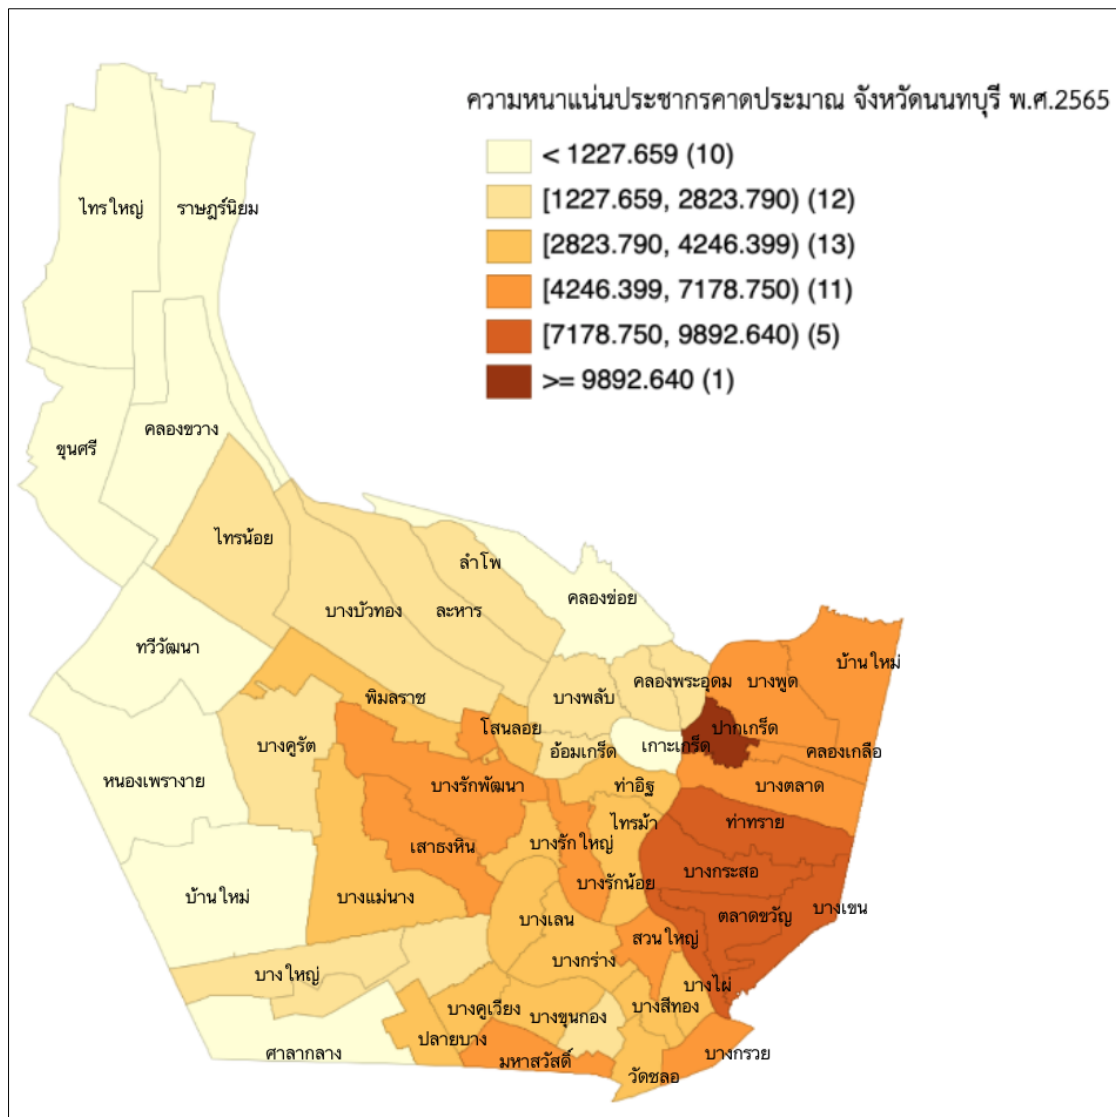 ความหนาแน่นประชากรคาดประมาณ จังหวัดนนทบุรี พ.ศ.2565
< 1227.659 (10)
[1227.659, 2823.790) (12)
[2823.790, 4246.399) (13)
[4246.399, 7178.750) (11)
[7178.750, 9892.640) (5)
>= 9892.640 (1)
ไทรใหญ่
ราษฎร์นิยม
คลองขวาง
ขุนศรี
ไทรน้อย
ลำโพ
คลองข่อย
บางบัวทอง
ละหาร
ทวีวัฒนา
บ้านใหม่
คลองพระอุดม
บางพูด
พิมลราช
บางพลับ
โสนลอย
ปากเกร็ด
บางคูรัต
อ้อมเกร็ด
เกาะเกร็ด
คลองเกลือ
หนองเพรางาย
บางรักพัฒนา
ท่าอิฐ
บางตลาด
ไทรม้า
ท่าทราย
เสาธงหิน
บางรักใหญ่
บางกระสอ
บ้านใหม่
บางแม่นาง
บางรักน้อย
บางเขน
บางเลน
ตลาดขวัญ
สวนใหญ่
บางกร่าง
บางใหญ่
บางไผ่
บางคูเวียง
บางขุนกอง
บางสีทอง
ปลายบาง
ศาลากลาง
มหาสวัสดิ์
บางกรวย
วัดชลอ